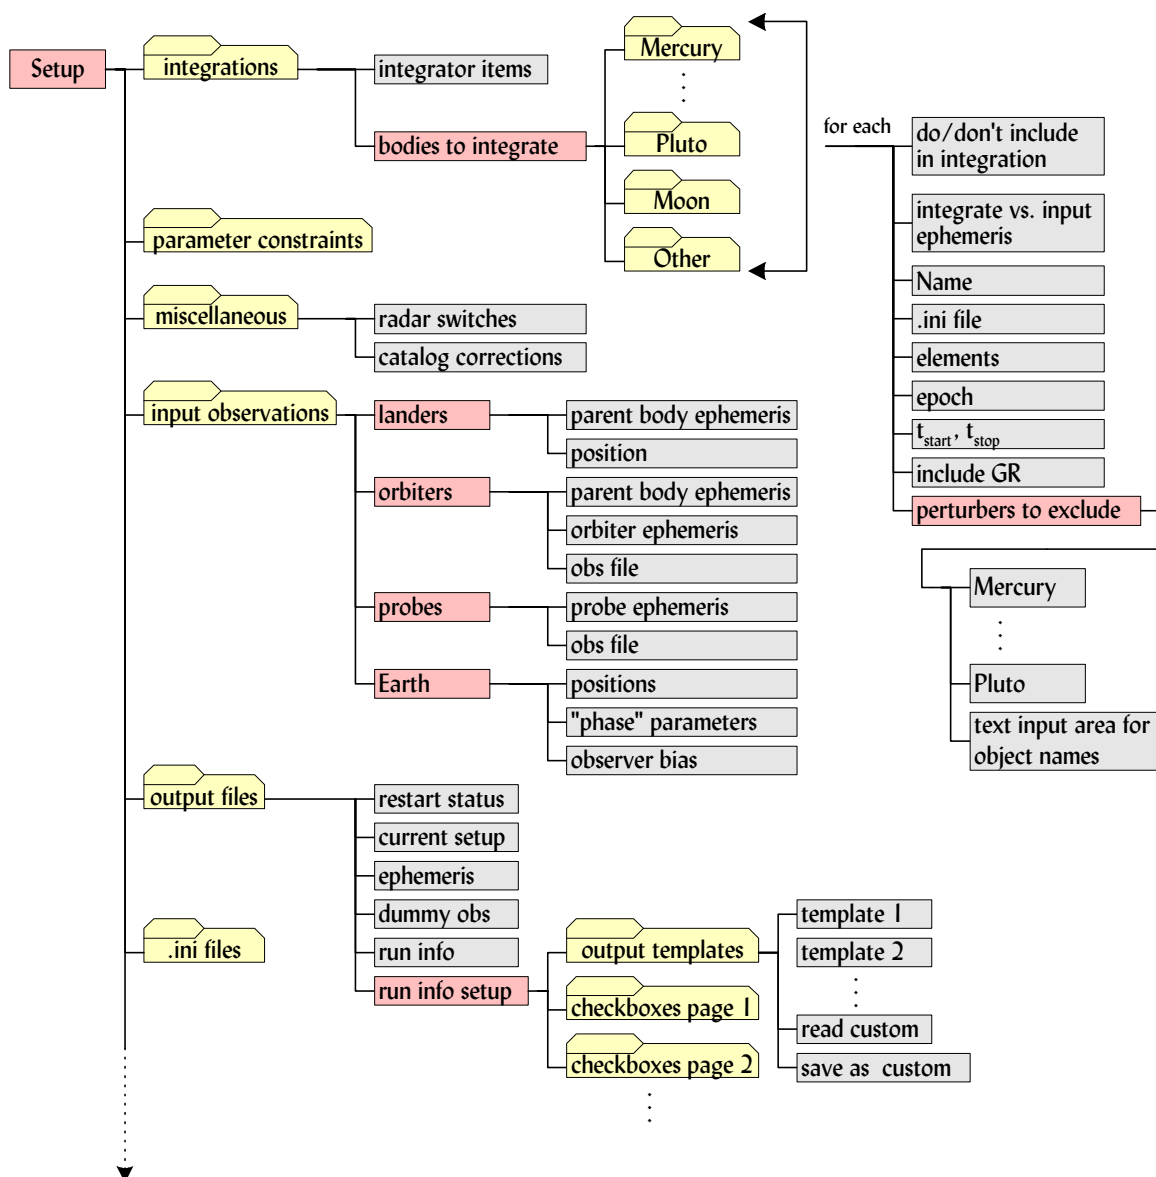 Setup
integrations
integrator items
bodies to integrate
Mercury
Pluto
Moon
Other
for each
do/don't include
in integration
integrate vs. input
ephemeris
Name
.ini file
elements
epoch
t_start, t_stop
include GR
perturbers to exclude
Mercury
Pluto
text input area for
object names
parameter constraints
miscellaneous
radar switches
catalog corrections
input observations
landers
parent body ephemeris
position
orbiters
parent body ephemeris
orbiter ephemeris
obs file
probes
probe ephemeris
obs file
Earth
positions
"phase" parameters
observer bias
output files
restart status
current setup
ephemeris
dummy obs
run info
run info setup
output templates
template 1
template 2
read custom
save as custom
checkboxes page 1
checkboxes page 2
.ini files